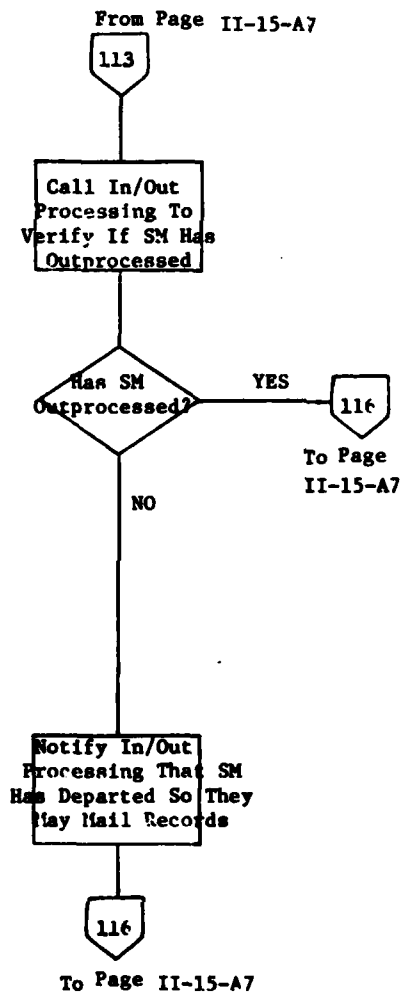 From Page II-15-A7
113
Call In/Out
Processing To
Verify If SM Has
Outprocessed
Has SM
Outprocessed?
YES
116
To Page
II-15-A7
NO
Notify In/Out
Processing That SM
Has Departed So They
May Mail Records
116
To Page II-15-A7